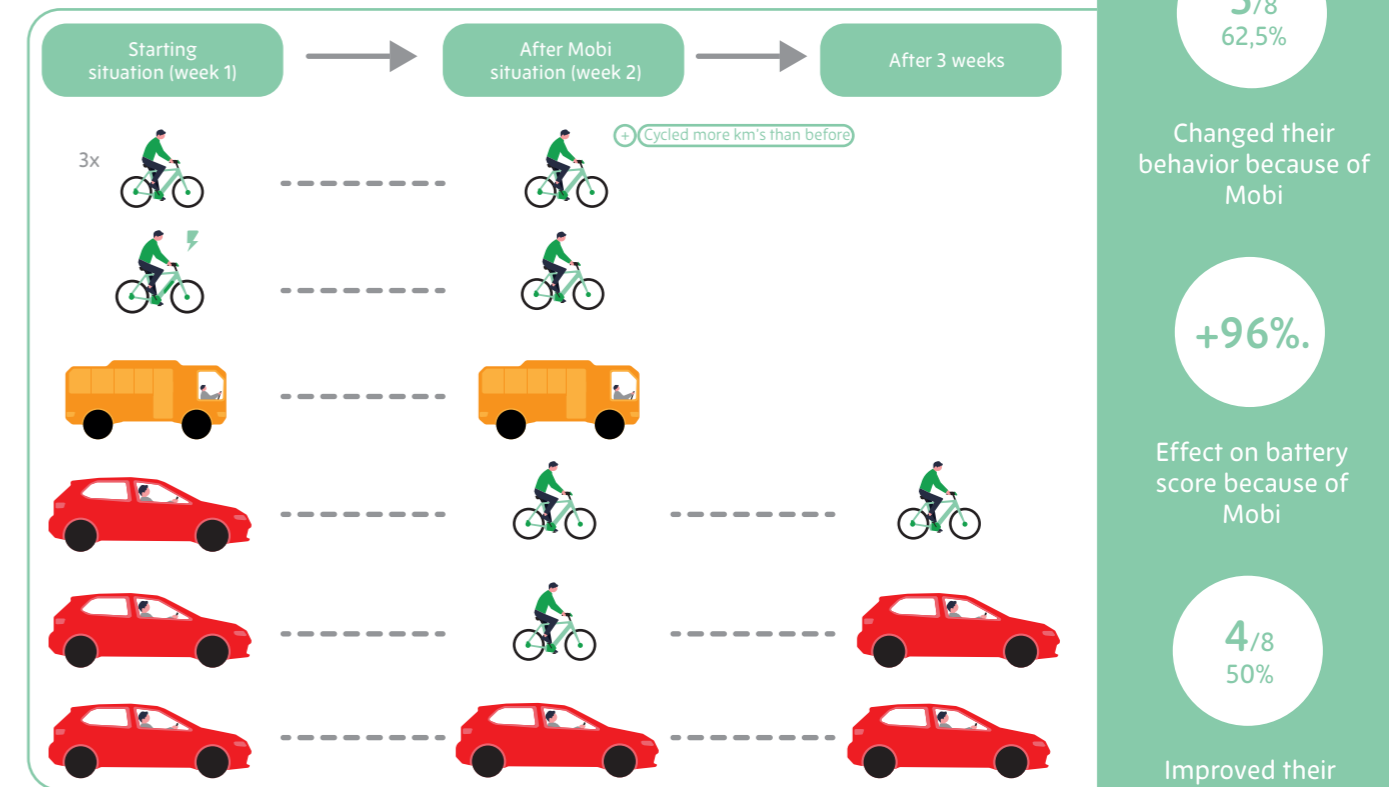 Starting
situation (week 1)
After Mobi
situation (week 2)
After 3 weeks
3x
+ Cycled more km's than before
5/8
62,5%
Changed their
behavior because of
Mobi
+96%.
Effect on battery
score because of
Mobi
4/8
50%
Improved their